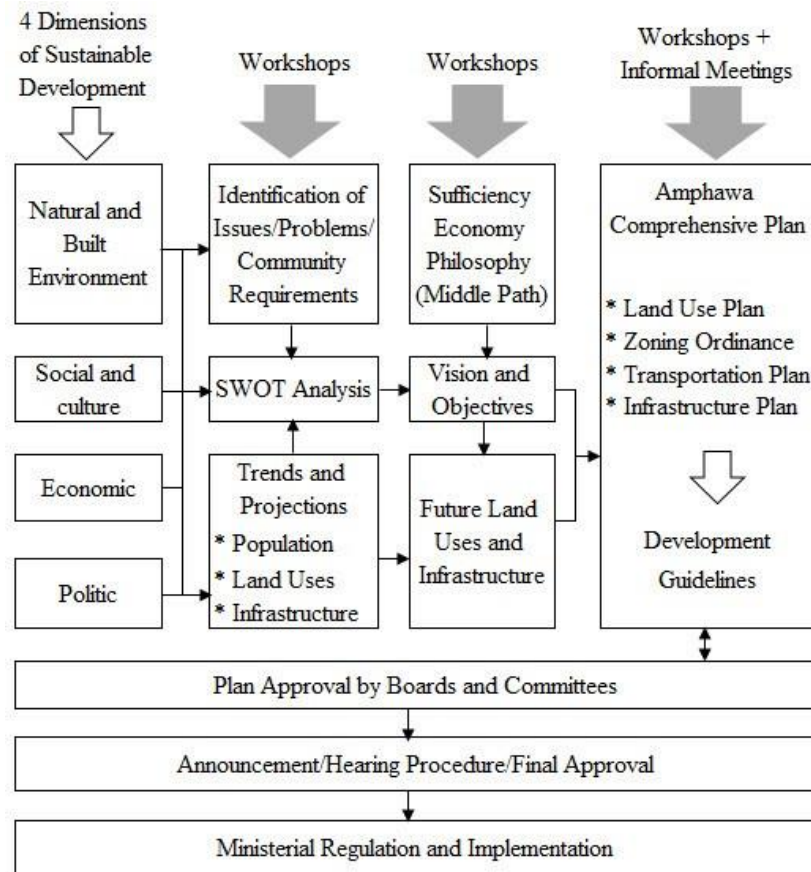 4 Dimensions
of Sustainable
Development
Workshops
Workshops
Workshops +
Informal Meetings
Natural and
Built
Environment
Social and
culture
Economic
Politic
Identification of
Issues/Problems/
Community
Requirements
SWOT Analysis
Trends and
Projections
* Population
* Land Uses
* Infrastructure
Sufficiency
Economy
Philosophy
(Middle Path)
Vision and
Objectives
Future Land
Uses and
Infrastructure
Amphawa
Comprehensive Plan
* Land Use Plan
* Zoning Ordinance
* Transportation Plan
* Infrastructure Plan
Development
Guidelines
Plan Approval by Boards and Committees
Announcement/Hearing Procedure/Final Approval
Ministerial Regulation and Implementation